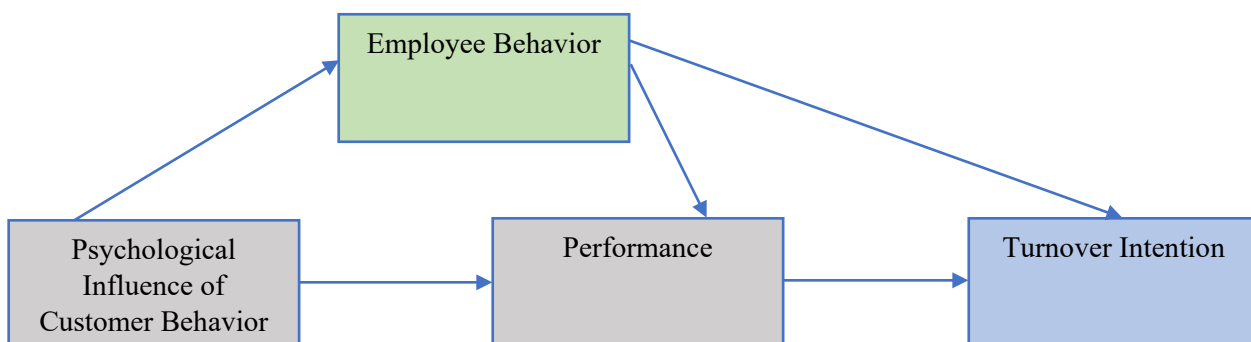 Employee Behavior
Psychological
Influence of
Customer Behavior
Performance
Turnover Intention